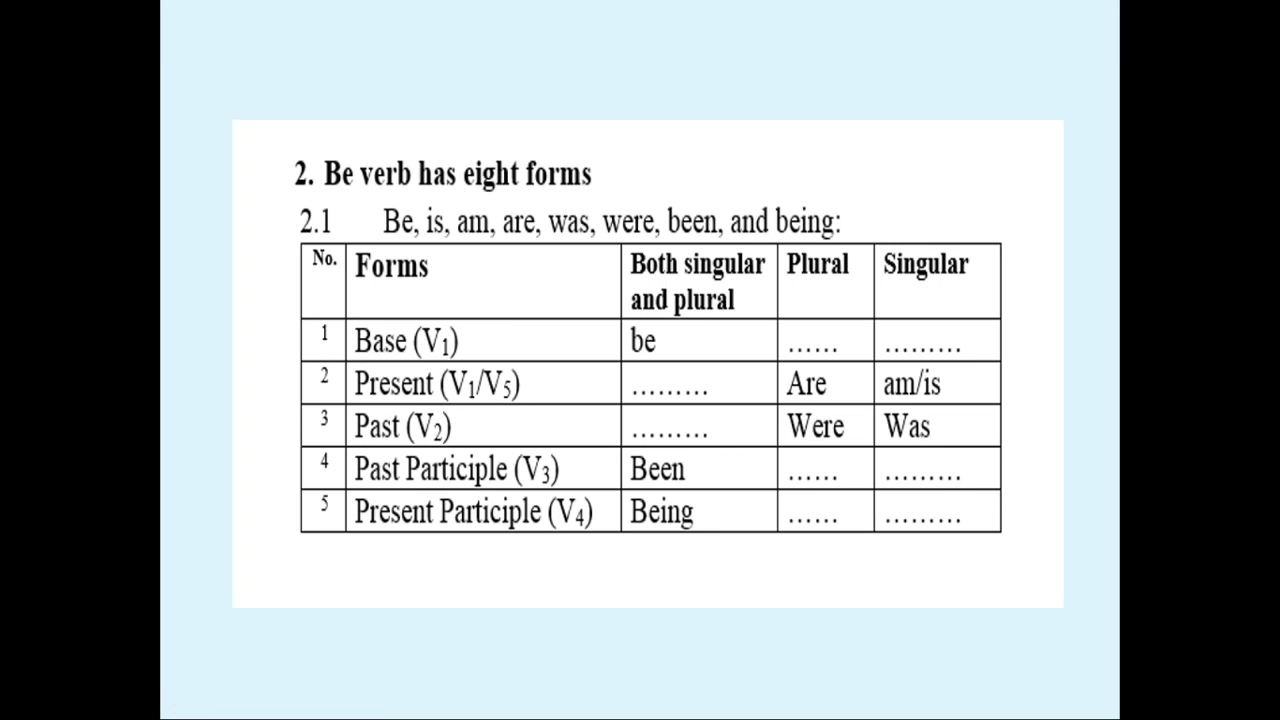 2. Be verb has eight forms
2.1 Be, is, am, are, was, were, been, and being:
No. Forms Both singular and plural Plural Singular
1 Base (V₁) be ...... .........
2 Present (V₁/V₅) ......... Are am/is
3 Past (V₂) ......... Were Was
4 Past Participle (V₃) Been ...... .........
5 Present Participle (V₄) Being ...... .........